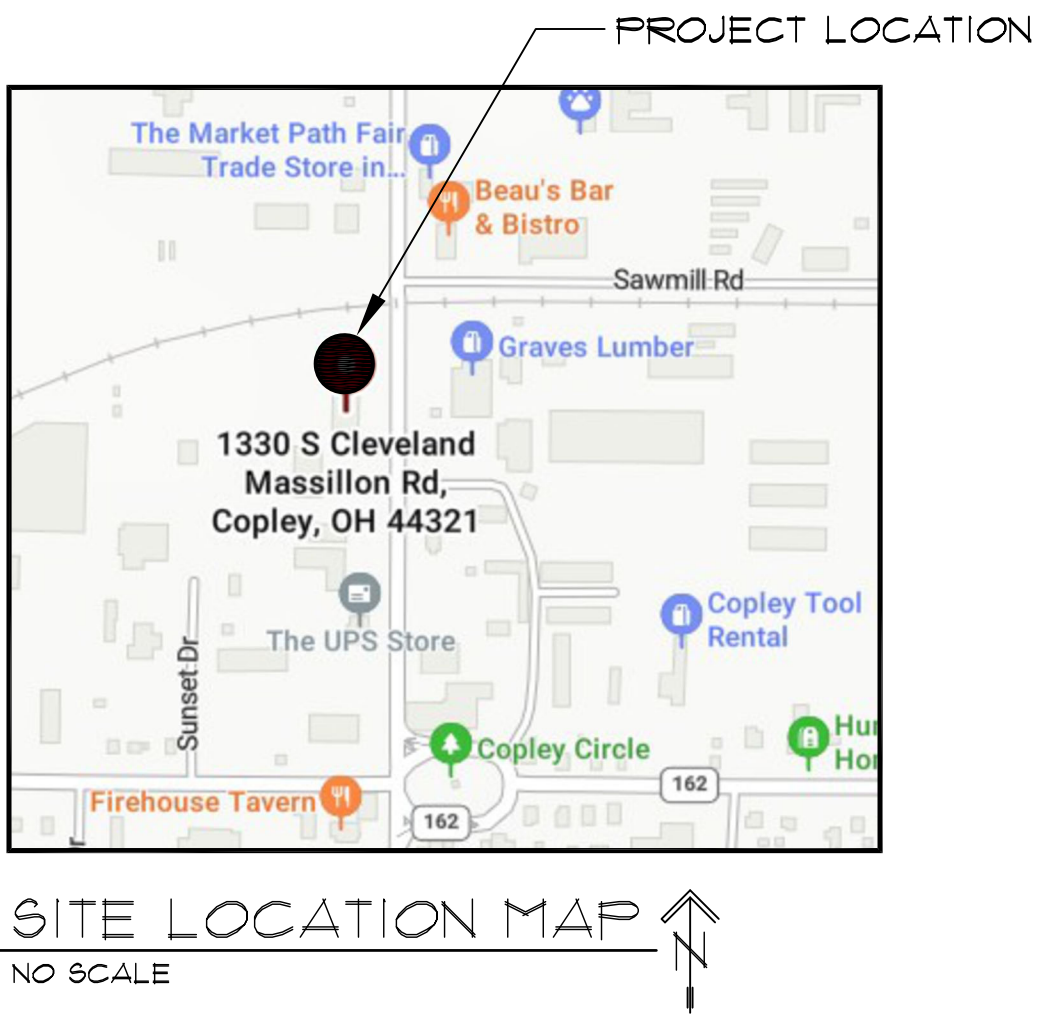 PROJECT LOCATION
The Market Path Fair
Trade Store in...
Beau's Bar
& Bistro
Sawmill Rd
Graves Lumber
1330 S Cleveland
Massillon Rd,
Copley, OH 44321
The UPS Store
Copley Tool
Rental
Sunset Dr
Copley Circle
162
Firehouse Tavern
162
SITE LOCATION MAP
N
NO SCALE